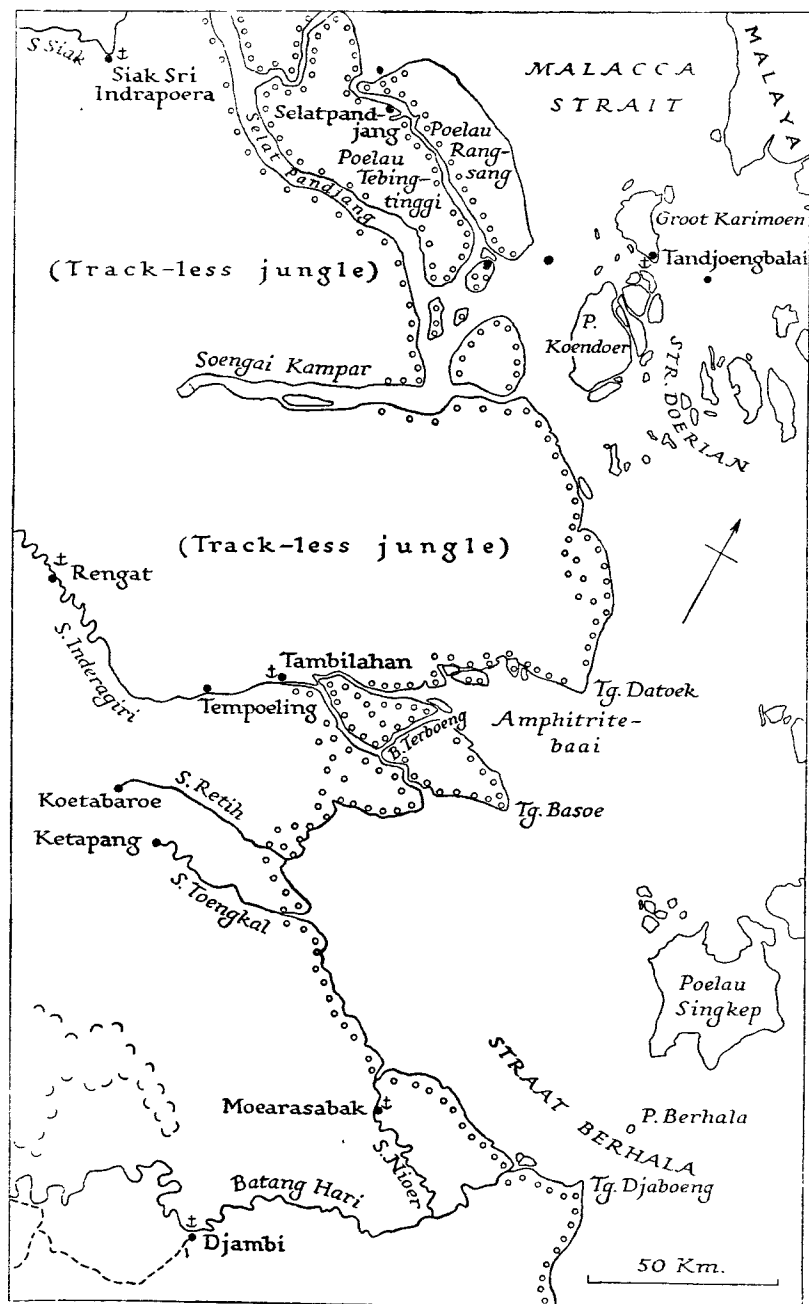 S Siak
Siak Sri
Indrapoera
Selatpand-
jang
Selat pandjang
Poelau
Tebing-
tinggi
Poelau
Rang-
sang
MALACCA
STRAIT
MALAYA
Groot Karimoen
Tandjoengbalai
(Track-less jungle)
P.
Koendoer
STR. DOERIAN
Soengai Kampar
(Track-less jungle)
Rengat
S. Inderagiri
Tambilahan
Tempoeling
Tg. Datoek
Amphitrite-
baai
B. Terboeng
Tg. Basoe
Koetabaroe
S. Retih
Ketapang
S. Toengkal
Poelau
Singkep
STRAAT BERHALA
P. Berhala
Moearasabak
S. Nioer
Batang Hari
Tg. Djaboeng
Djambi
50 Km.